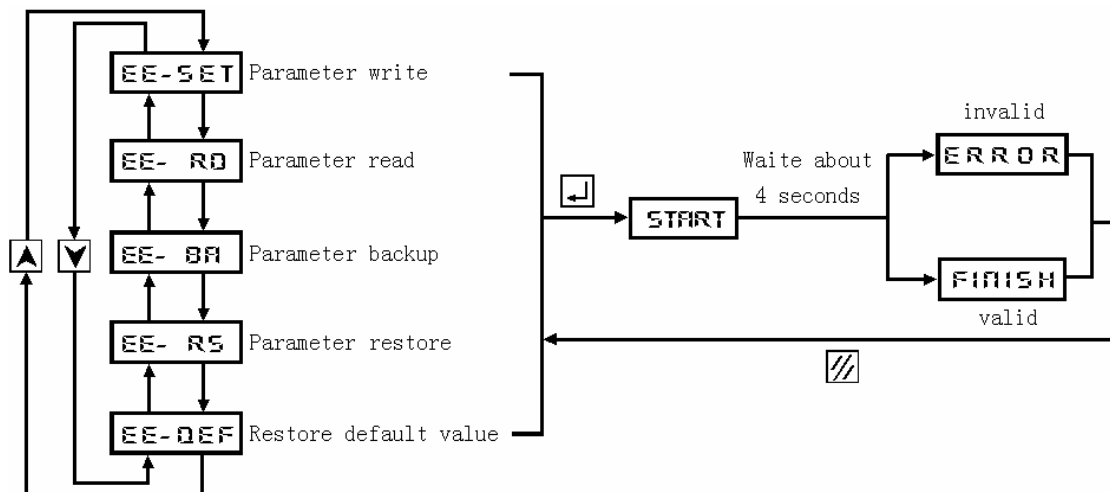 EE-SET Parameter write
EE- RD Parameter read
EE- BA Parameter backup
EE- RS Parameter restore
EE-DEF Restore default value
START
Waite about
4 seconds
invalid
ERROR
FINISH
valid